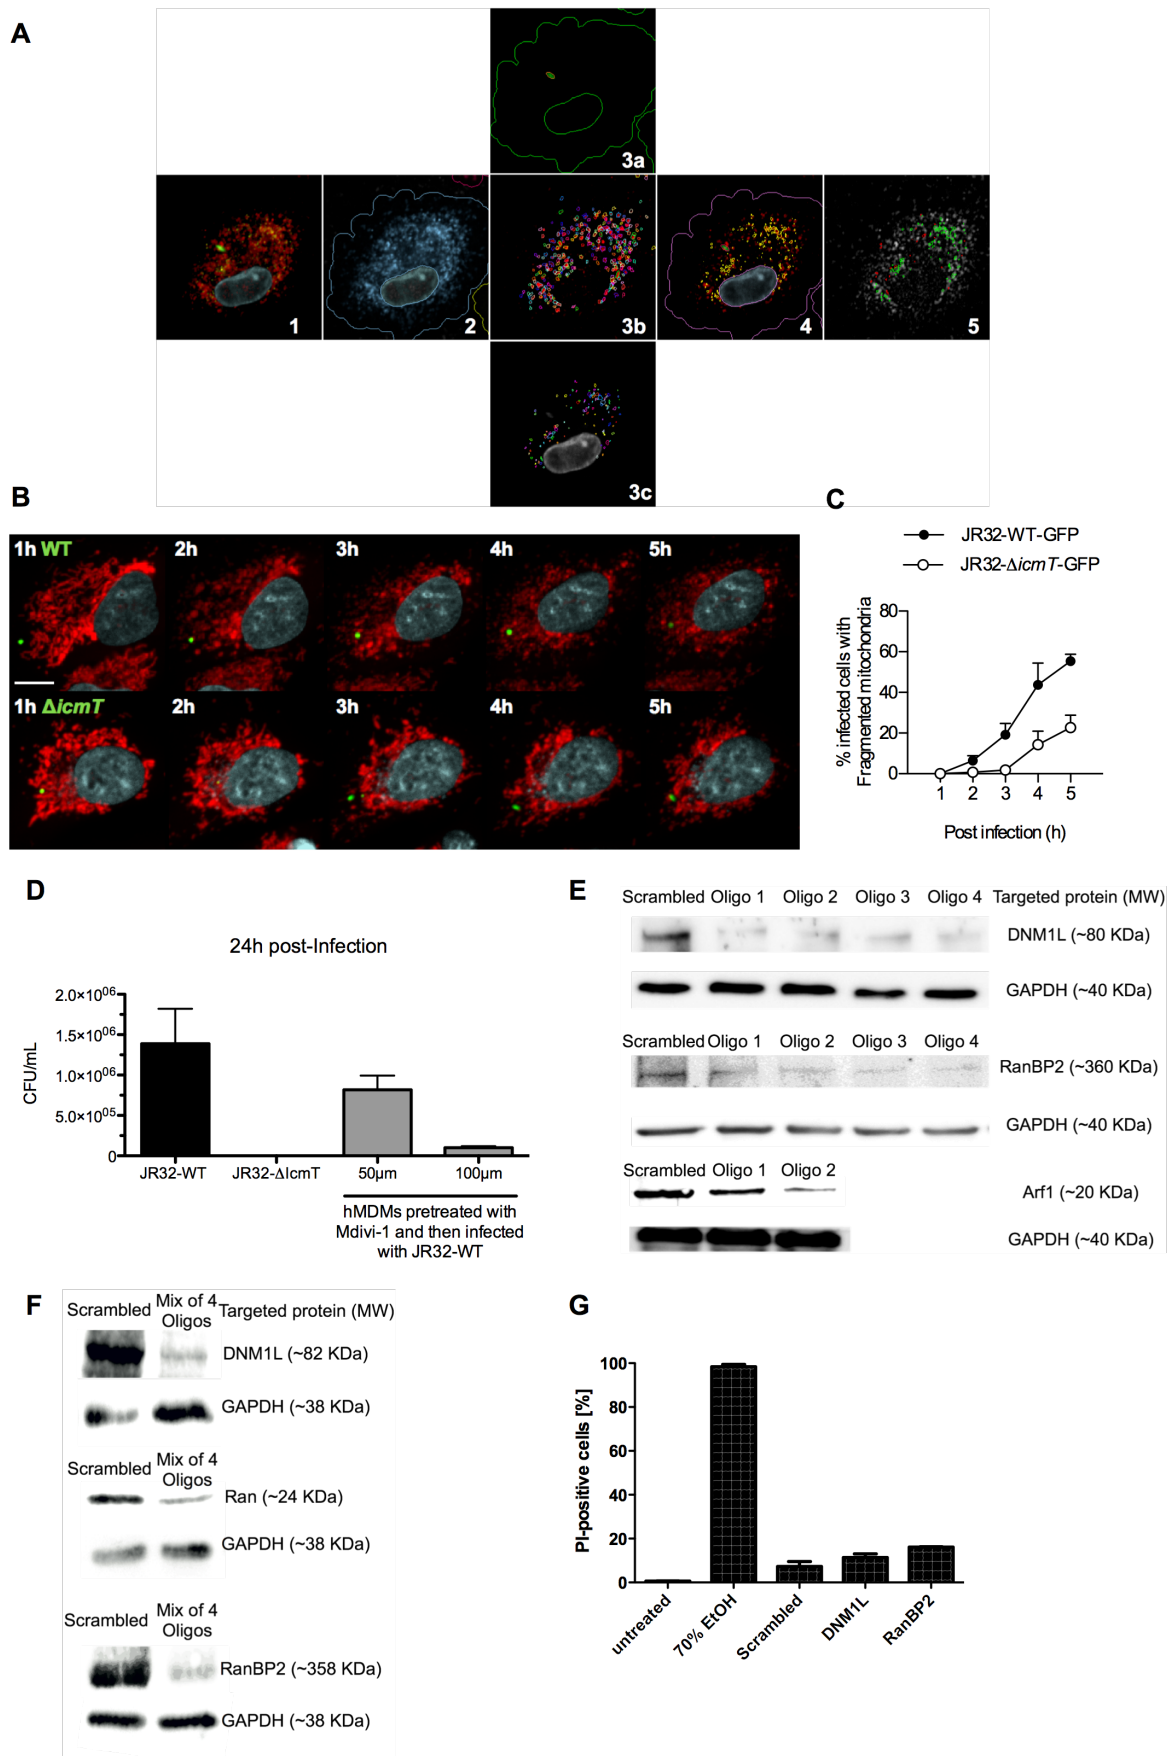 A
3a
1
2
3b
4
5
3c
B
1h WT
2h
3h
4h
5h
1h ΔicmT
2h
3h
4h
5h
C
JR32-WT-GFP
JR32-ΔicmT-GFP
% infected cells with
Fragmented mitochondria
80
60
40
20
0
1 2 3 4 5
Post infection (h)
D
24h post-Infection
CFU/mL
2.0×10⁰⁶
1.5×10⁰⁶
1.0×10⁰⁶
5.0×10⁰⁵
0
JR32-WT JR32-ΔIcmT 50µm 100µm
hMDMs pretreated with
Mdivi-1 and then infected
with JR32-WT
E
Scrambled Oligo 1 Oligo 2 Oligo 3 Oligo 4 Targeted protein (MW)
DNM1L (~80 KDa)
GAPDH (~40 KDa)
Scrambled Oligo 1 Oligo 2 Oligo 3 Oligo 4
RanBP2 (~360 KDa)
GAPDH (~40 KDa)
Scrambled Oligo 1 Oligo 2
Arf1 (~20 KDa)
GAPDH (~40 KDa)
F
Scrambled Mix of 4 Oligos Targeted protein (MW)
DNM1L (~82 KDa)
GAPDH (~38 KDa)
Scrambled Mix of 4 Oligos
Ran (~24 KDa)
GAPDH (~38 KDa)
Scrambled Mix of 4 Oligos
RanBP2 (~358 KDa)
GAPDH (~38 KDa)
G
PI-positive cells [%]
100
80
60
40
20
0
untreated
70% EtOH
Scrambled
DNM1L
RanBP2